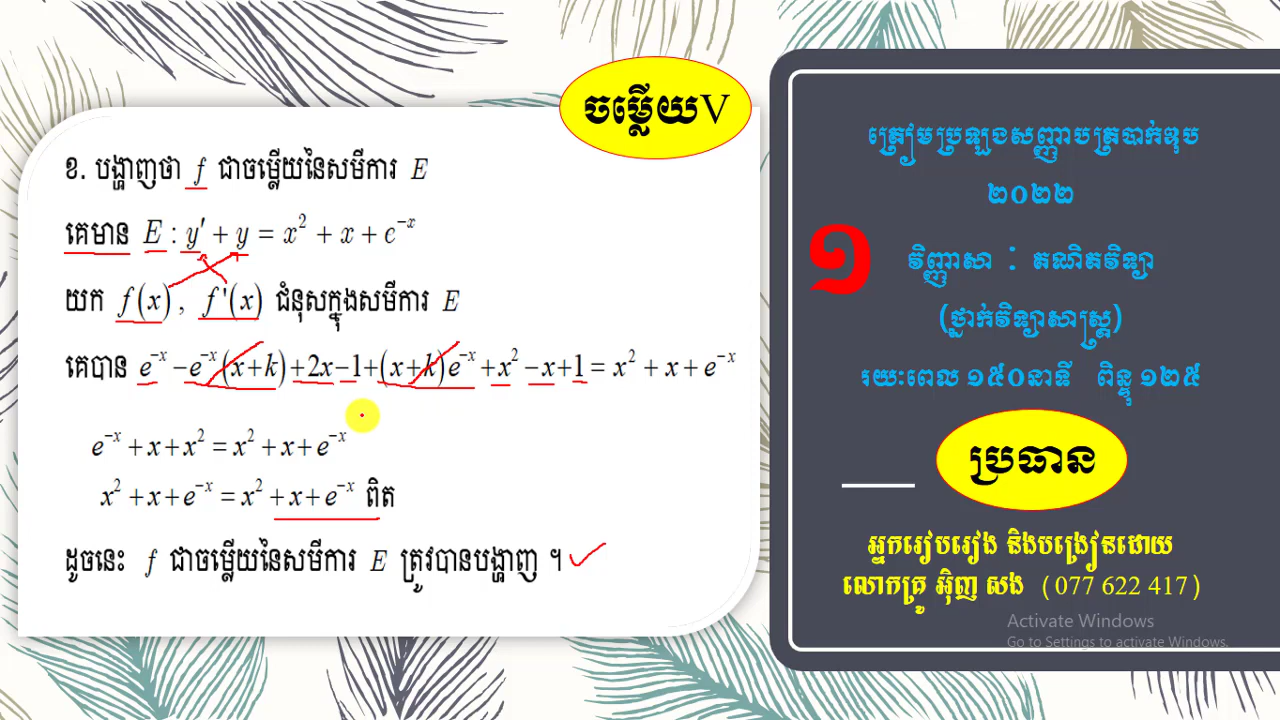 ចម្លើយV
ខ. បង្ហាញថា f ជាចម្លើយនៃសមីការ E
គេមាន E : y' + y = x² + x + e⁻ˣ
យក f(x) , f'(x) ជំនុសក្នុងសមីការ E
គេបាន e⁻ˣ − e⁻ˣ(x+k) + 2x − 1 + (x+k)e⁻ˣ + x² − x + 1 = x² + x + e⁻ˣ
e⁻ˣ + x + x² = x² + x + e⁻ˣ
x² + x + e⁻ˣ = x² + x + e⁻ˣ ពិត
ដូចនេះ f ជាចម្លើយនៃសមីការ E ត្រូវបានបង្ហាញ ។
ត្រៀមប្រឡងសញ្ញាបត្របាក់ឌុប
២០២២
១
វិញ្ញាសា : គណិតវិទ្យា
(ថ្នាក់វិទ្យាសាស្ត្រ)
រយៈពេល ១៥០នាទី ពិន្ទុ ១២៥
ប្រធាន
អ្នករៀបរៀង និងបង្រៀនដោយ
លោកគ្រូ អ៊ិញ សង (077 622 417)
Activate Windows
Go to Settings to activate Windows.